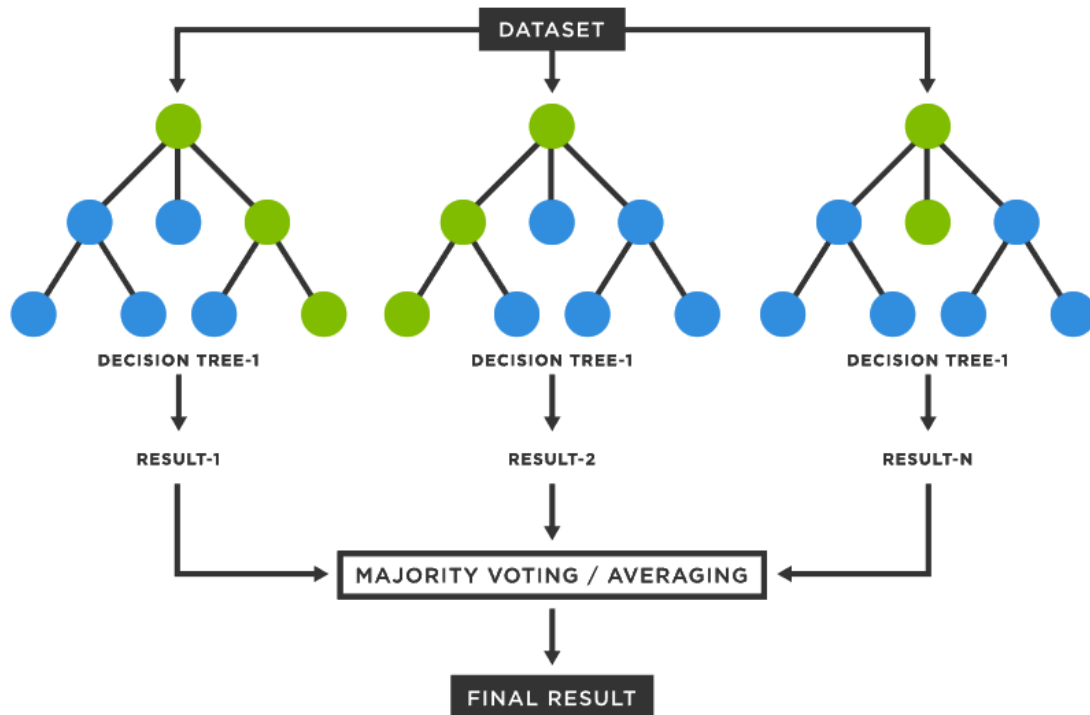 DATASET
DECISION TREE-1
DECISION TREE-1
DECISION TREE-1
RESULT-1
RESULT-2
RESULT-N
MAJORITY VOTING / AVERAGING
FINAL RESULT